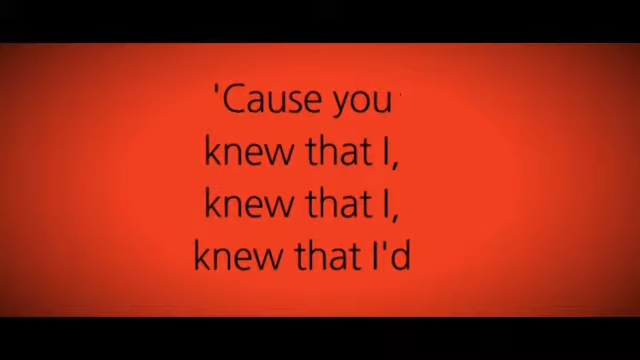 'Cause you
knew that I,
knew that I,
knew that I'd